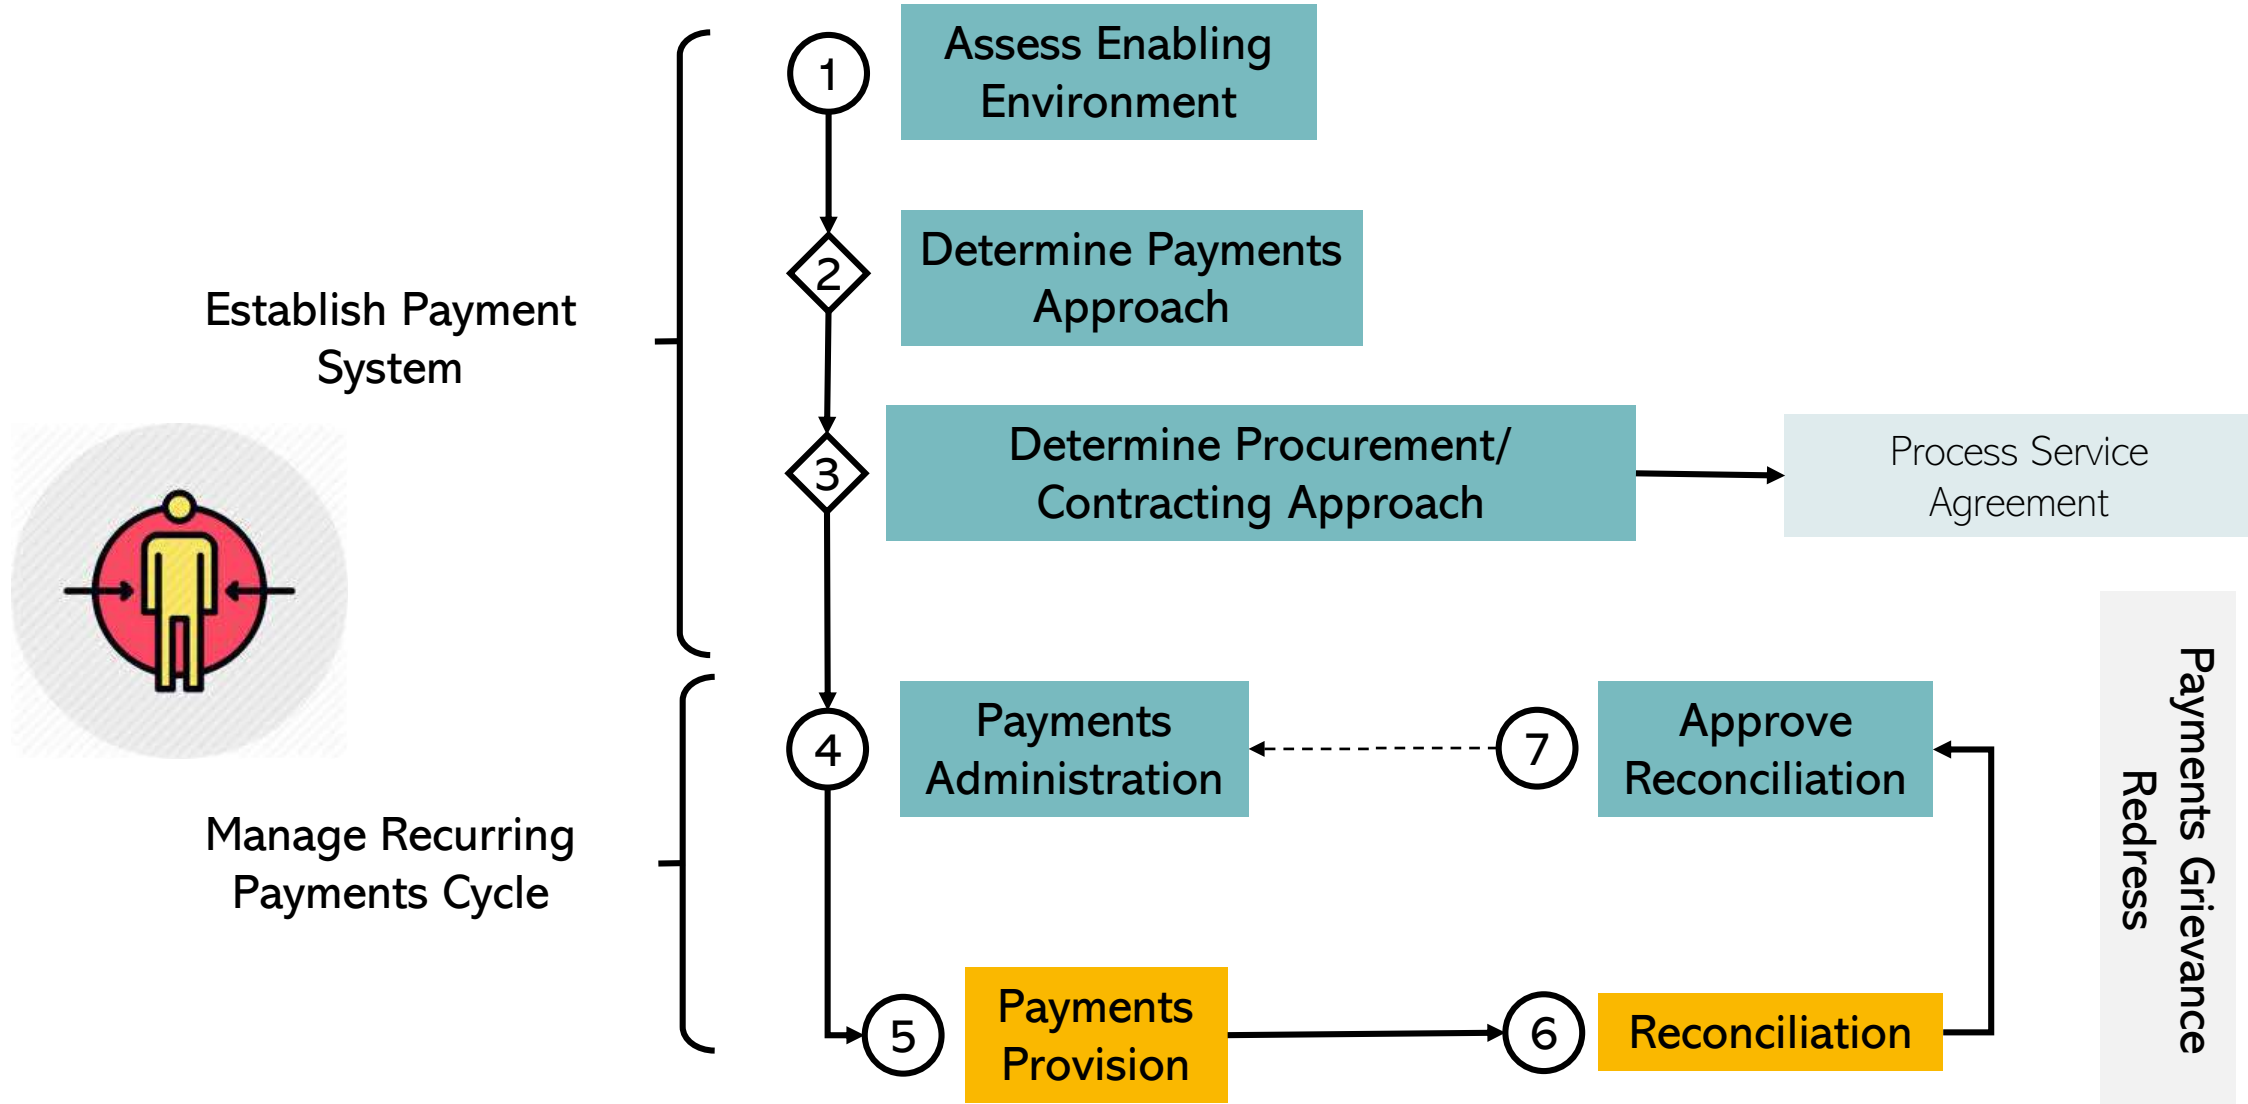 1
Assess Enabling
Environment
2
Determine Payments
Approach
Establish Payment
System
3
Determine Procurement/
Contracting Approach
Process Service
Agreement
4
Payments
Administration
7
Approve
Reconciliation
Manage Recurring
Payments Cycle
5
Payments
Provision
6
Reconciliation
Payments Grievance
Redress